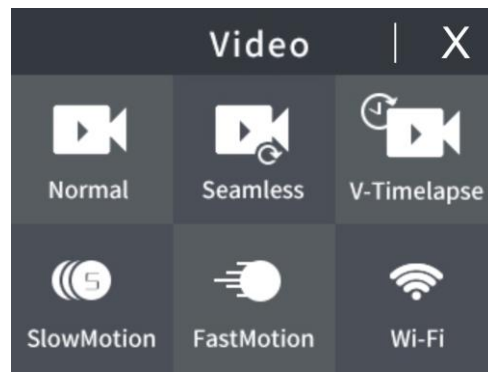 Video | X
Normal Seamless V-Timelapse
S
SlowMotion FastMotion Wi-Fi